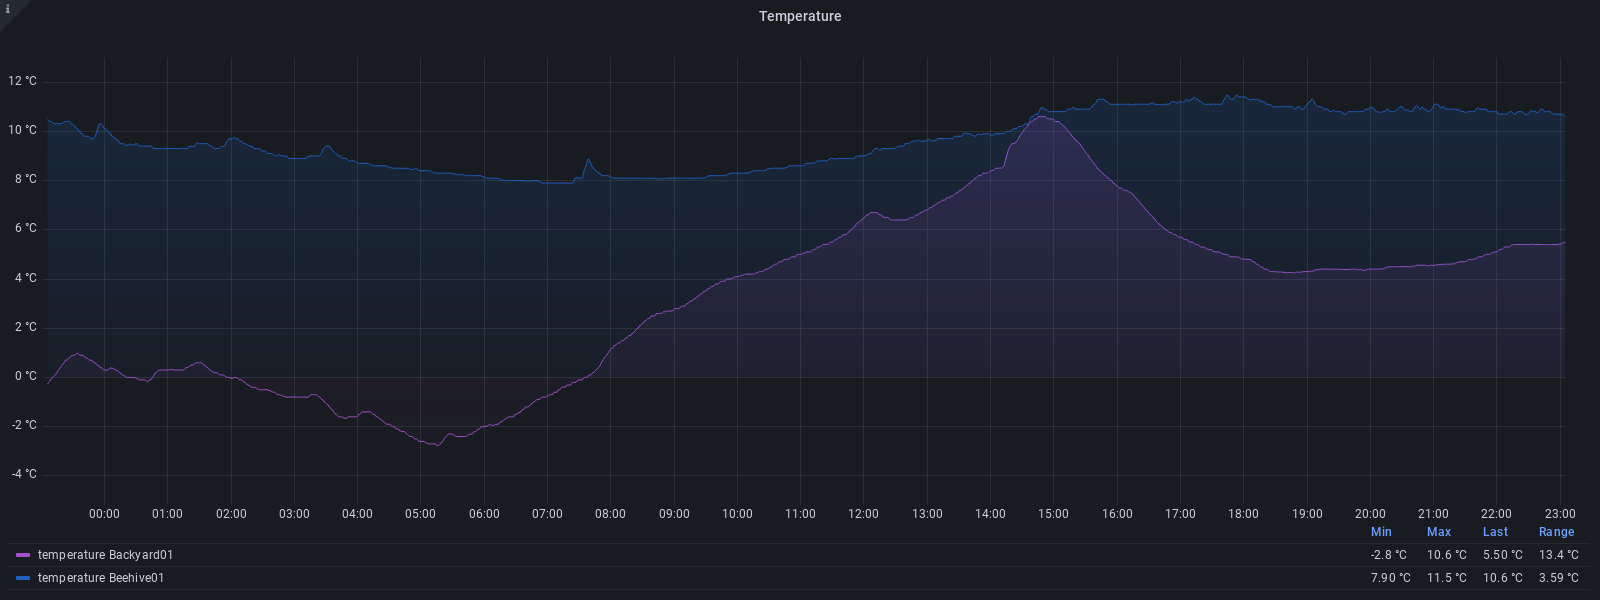 i
Temperature
12 °C
10 °C
8 °C
6 °C
4 °C
2 °C
0 °C
-2 °C
-4 °C
00:00 01:00 02:00 03:00 04:00 05:00 06:00 07:00 08:00 09:00 10:00 11:00 12:00 13:00 14:00 15:00 16:00 17:00 18:00 19:00 20:00 21:00 22:00 23:00
Min Max Last Range
temperature Backyard01 -2.8 °C 10.6 °C 5.50 °C 13.4 °C
temperature Beehive01 7.90 °C 11.5 °C 10.6 °C 3.59 °C